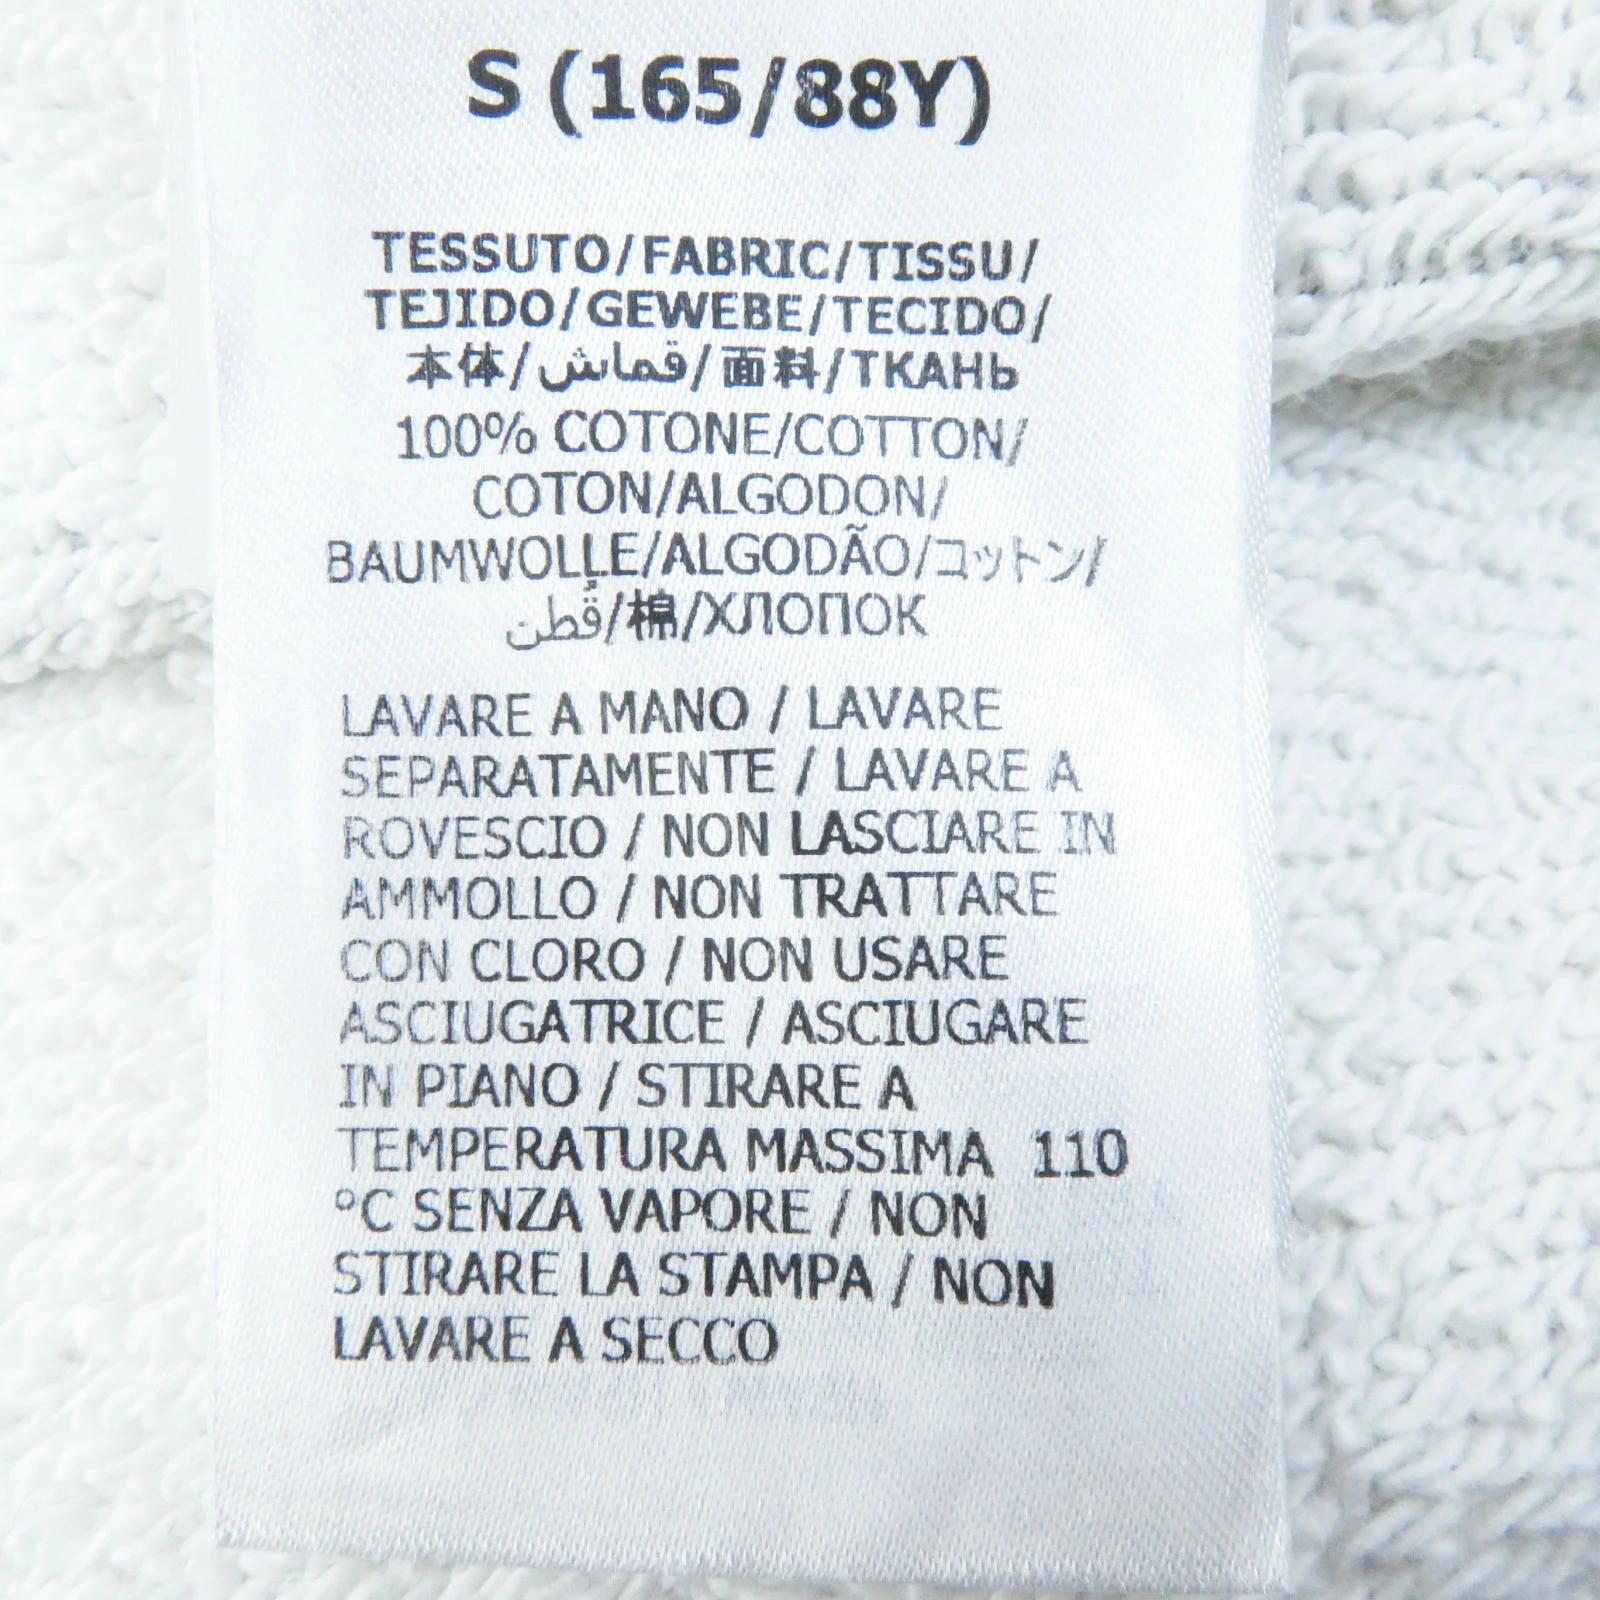 S (165/88Y)
TESSUTO/FABRIC/TISSU/
TEJIDO/GEWEBE/TECIDO/
本体/قماش/面料/ТКАНЬ
100% COTONE/COTTON/
COTON/ALGODON/
BAUMWOLLE/ALGODÃO/コットン/
قُطن/棉/ХЛОПОК
LAVARE A MANO / LAVARE
SEPARATAMENTE / LAVARE A
ROVESCIO / NON LASCIARE IN
AMMOLLO / NON TRATTARE
CON CLORO / NON USARE
ASCIUGATRICE / ASCIUGARE
IN PIANO / STIRARE A
TEMPERATURA MASSIMA 110
°C SENZA VAPORE / NON
STIRARE LA STAMPA / NON
LAVARE A SECCO